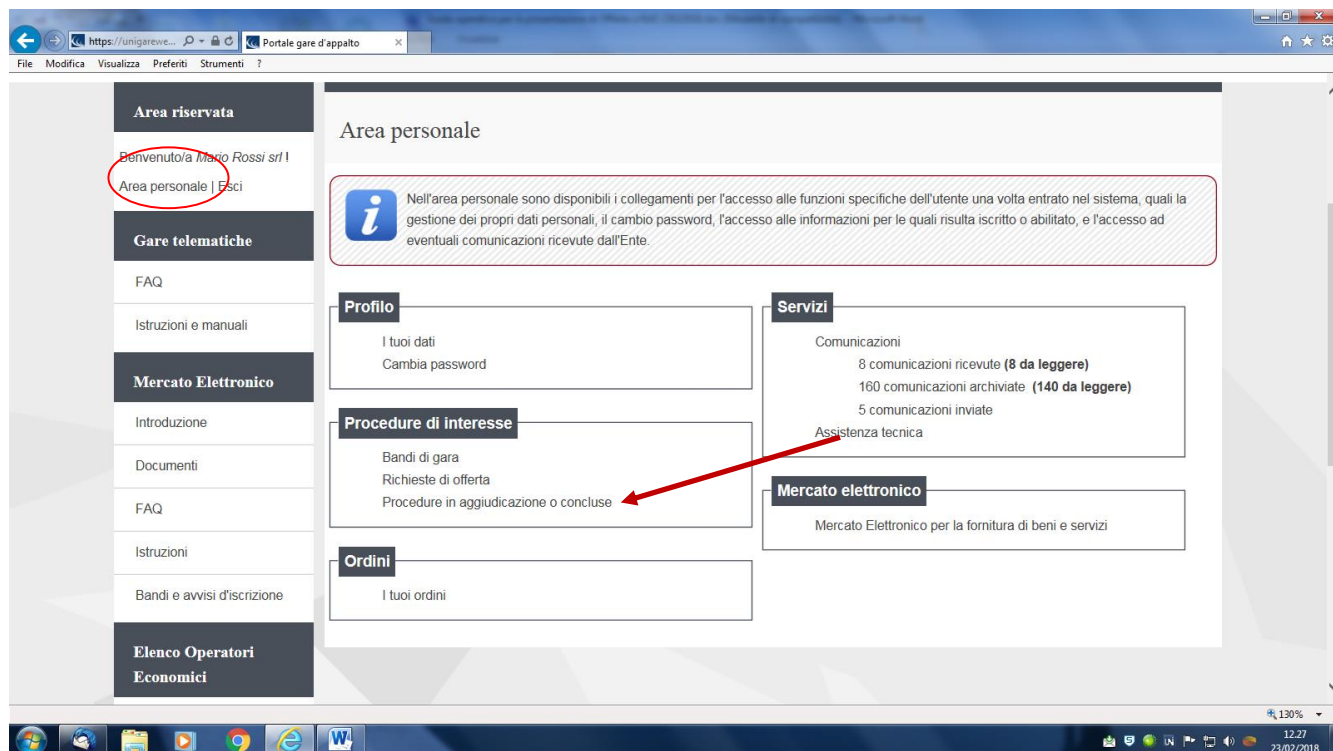 https://unigarewe...
Portale gare d'appalto
File Modifica Visualizza Preferiti Strumenti ?
Area riservata
Benvenuto/a Mario Rossi srl !
Area personale | Esci
Gare telematiche
FAQ
Istruzioni e manuali
Mercato Elettronico
Introduzione
Documenti
FAQ
Istruzioni
Bandi e avvisi d'iscrizione
Elenco Operatori
Economici
Area personale
Nell'area personale sono disponibili i collegamenti per l'accesso alle funzioni specifiche dell'utente una volta entrato nel sistema, quali la
gestione dei propri dati personali, il cambio password, l'accesso alle informazioni per le quali risulta iscritto o abilitato, e l'accesso ad
eventuali comunicazioni ricevute dall'Ente.
Profilo
I tuoi dati
Cambia password
Procedure di interesse
Bandi di gara
Richieste di offerta
Procedure in aggiudicazione o concluse
Ordini
I tuoi ordini
Servizi
Comunicazioni
8 comunicazioni ricevute (8 da leggere)
160 comunicazioni archiviate (140 da leggere)
5 comunicazioni inviate
Assistenza tecnica
Mercato elettronico
Mercato Elettronico per la fornitura di beni e servizi
130%
12.27
23/02/2018